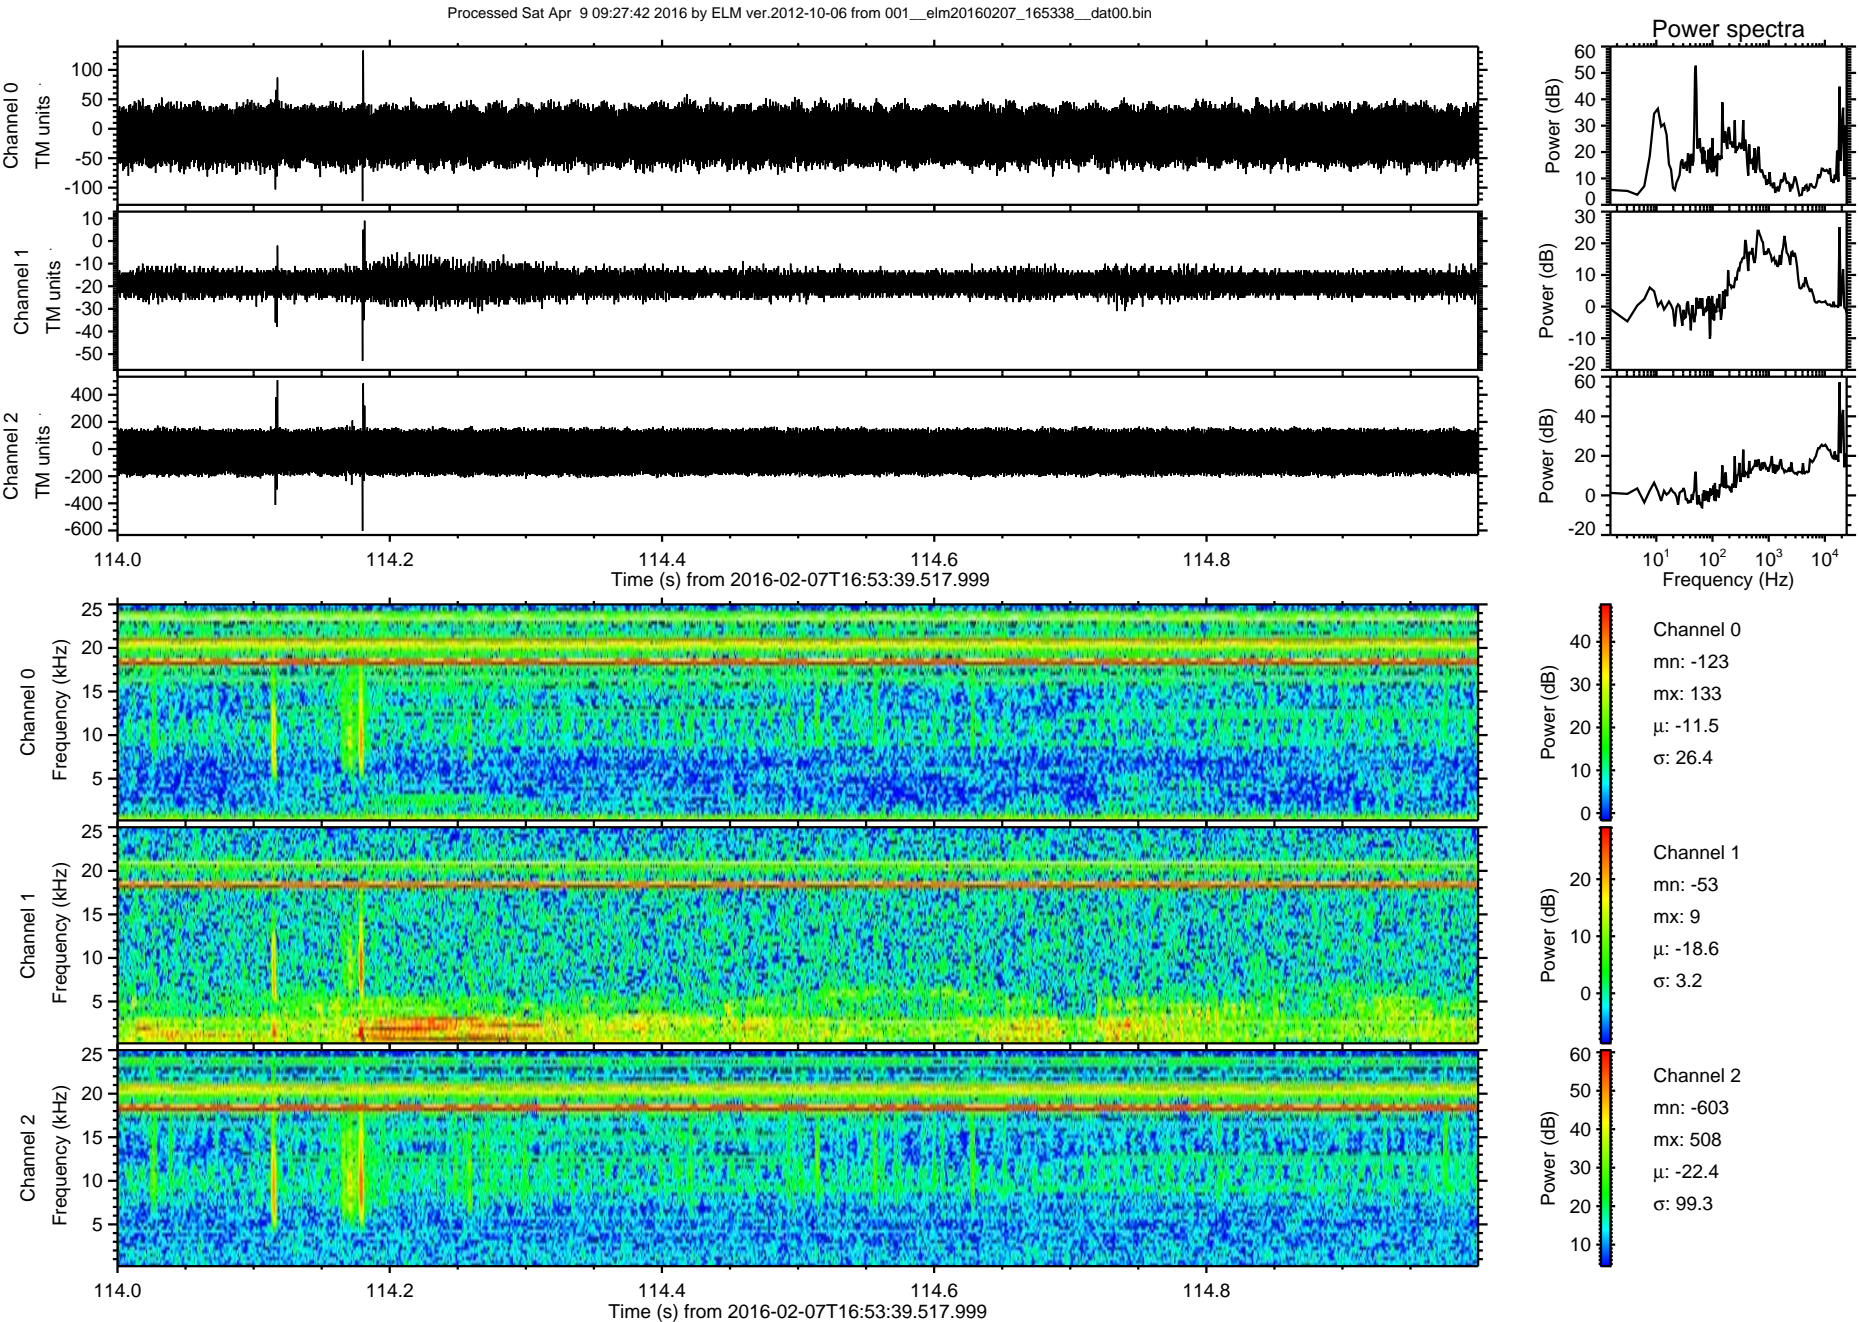 Processed Sat Apr  9 09:27:42 2016 by ELM ver.2012-10-06 from 001__elm20160207_165338__dat00.bin
Power spectra
Channel 0
TM units
100
50
0
-50
-100
Power (dB)
60
50
40
30
20
10
0
Channel 1
TM units
10
0
-10
-20
-30
-40
-50
Power (dB)
30
20
10
0
-10
-20
Channel 2
TM units
400
200
0
-200
-400
-600
Power (dB)
60
40
20
0
-20
114.0 114.2 114.4 114.6 114.8
Time (s) from 2016-02-07T16:53:39.517.999
10¹ 10² 10³ 10⁴
Frequency (Hz)
Channel 0
Frequency (kHz)
25
20
15
10
5
Power (dB)
40
30
20
10
0
Channel 0
mn: -123
mx: 133
μ: -11.5
σ: 26.4
Channel 1
Frequency (kHz)
25
20
15
10
5
Power (dB)
20
10
0
Channel 1
mn: -53
mx: 9
μ: -18.6
σ: 3.2
Channel 2
Frequency (kHz)
25
20
15
10
5
Power (dB)
60
50
40
30
20
10
Channel 2
mn: -603
mx: 508
μ: -22.4
σ: 99.3
114.0 114.2 114.4 114.6 114.8
Time (s) from 2016-02-07T16:53:39.517.999